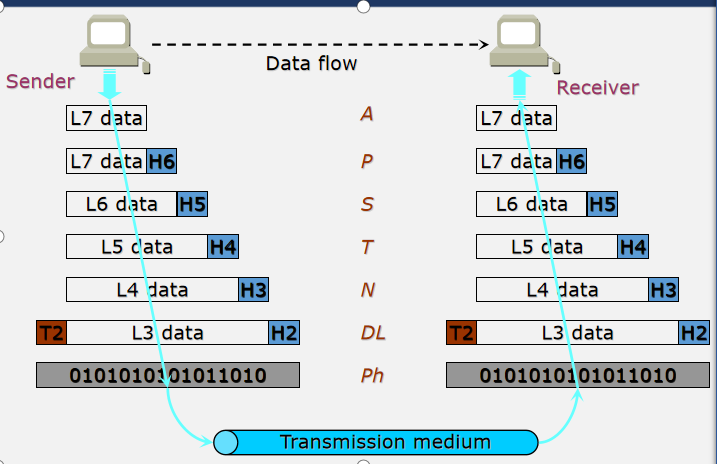 Data flow
Sender
Receiver
L7 data
A
L7 data
L7 data H6
P
L7 data H6
L6 data H5
S
L6 data H5
L5 data H4
T
L5 data H4
L4 data H3
N
L4 data H3
T2 L3 data H2
DL
T2 L3 data H2
0101010101011010
Ph
0101010101011010
Transmission medium